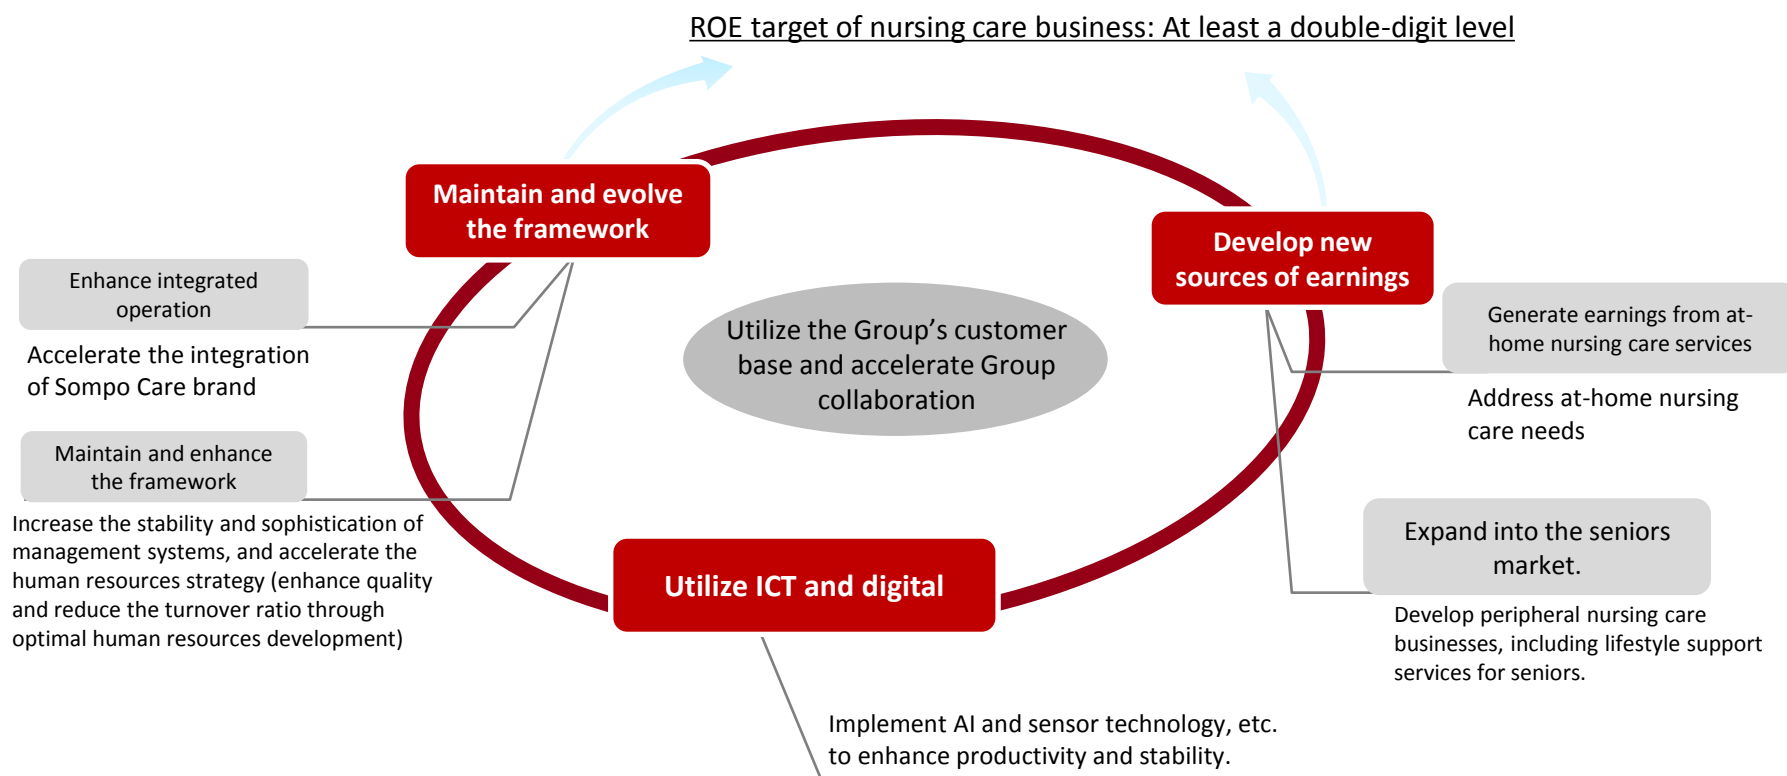 ROE target of nursing care business: At least a double-digit level
Maintain and evolve
the framework
Develop new
sources of earnings
Enhance integrated
operation
Accelerate the integration
of Sompo Care brand
Utilize the Group’s customer
base and accelerate Group
collaboration
Generate earnings from at-
home nursing care services
Address at-home nursing
care needs
Maintain and enhance
the framework
Increase the stability and sophistication of
management systems, and accelerate the
human resources strategy (enhance quality
and reduce the turnover ratio through
optimal human resources development)
Expand into the seniors
market.
Develop peripheral nursing care
businesses, including lifestyle support
services for seniors.
Utilize ICT and digital
Implement AI and sensor technology, etc.
to enhance productivity and stability.